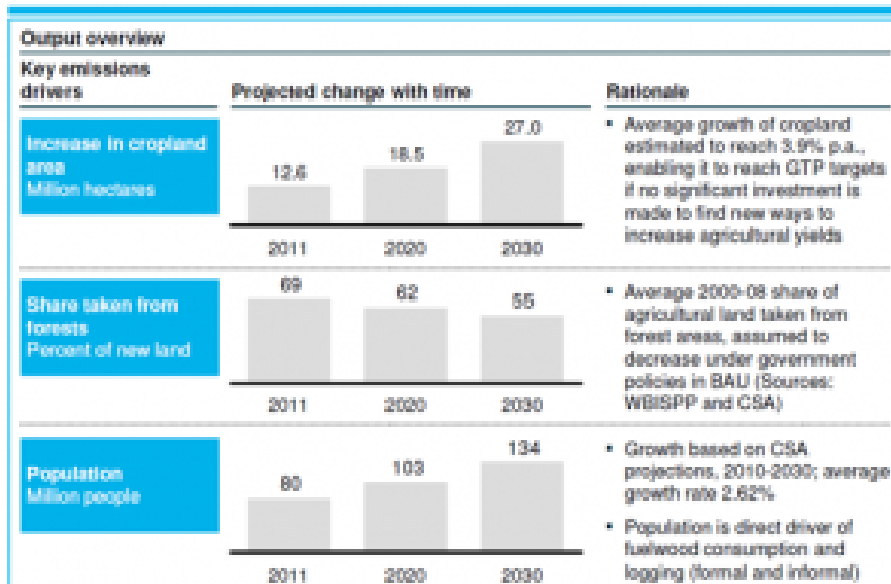 Output overview
Key emissions
drivers
Projected change with time
Rationale
Increase in cropland
area
Million hectares
12.6
18.5
27.0
2011
2020
2030
• Average growth of cropland
estimated to reach 3.9% p.a.,
enabling it to reach GTP targets
if no significant investment is
made to find new ways to
increase agricultural yields
Share taken from
forests
Percent of new land
69
62
55
2011
2020
2030
• Average 2000-08 share of
agricultural land taken from
forest areas, assumed to
decrease under government
policies in BAU (Sources:
WBISPP and CSA)
Population
Million people
80
103
134
2011
2020
2030
• Growth based on CSA
projections, 2010-2030; average
growth rate 2.62%
• Population is direct driver of
fuelwood consumption and
logging (formal and informal)